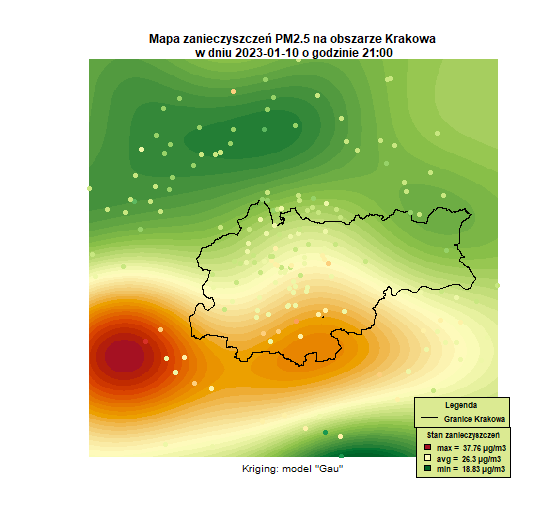 Mapa zanieczyszczeń PM2.5 na obszarze Krakowa
w dniu 2023-01-10 o godzinie 21:00
Legenda
Granice Krakowa
Stan zanieczyszczeń
max = 37.76 µg/m3
avg = 26.3 µg/m3
min = 18.83 µg/m3
Kriging: model "Gau"